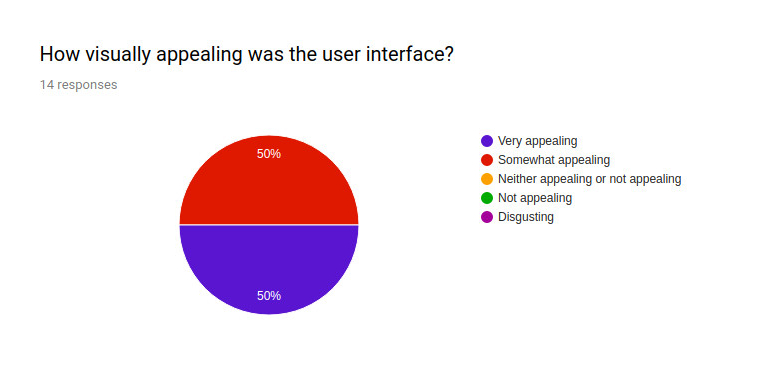 How visually appealing was the user interface?
14 responses
50%
50%
Very appealing
Somewhat appealing
Neither appealing or not appealing
Not appealing
Disgusting